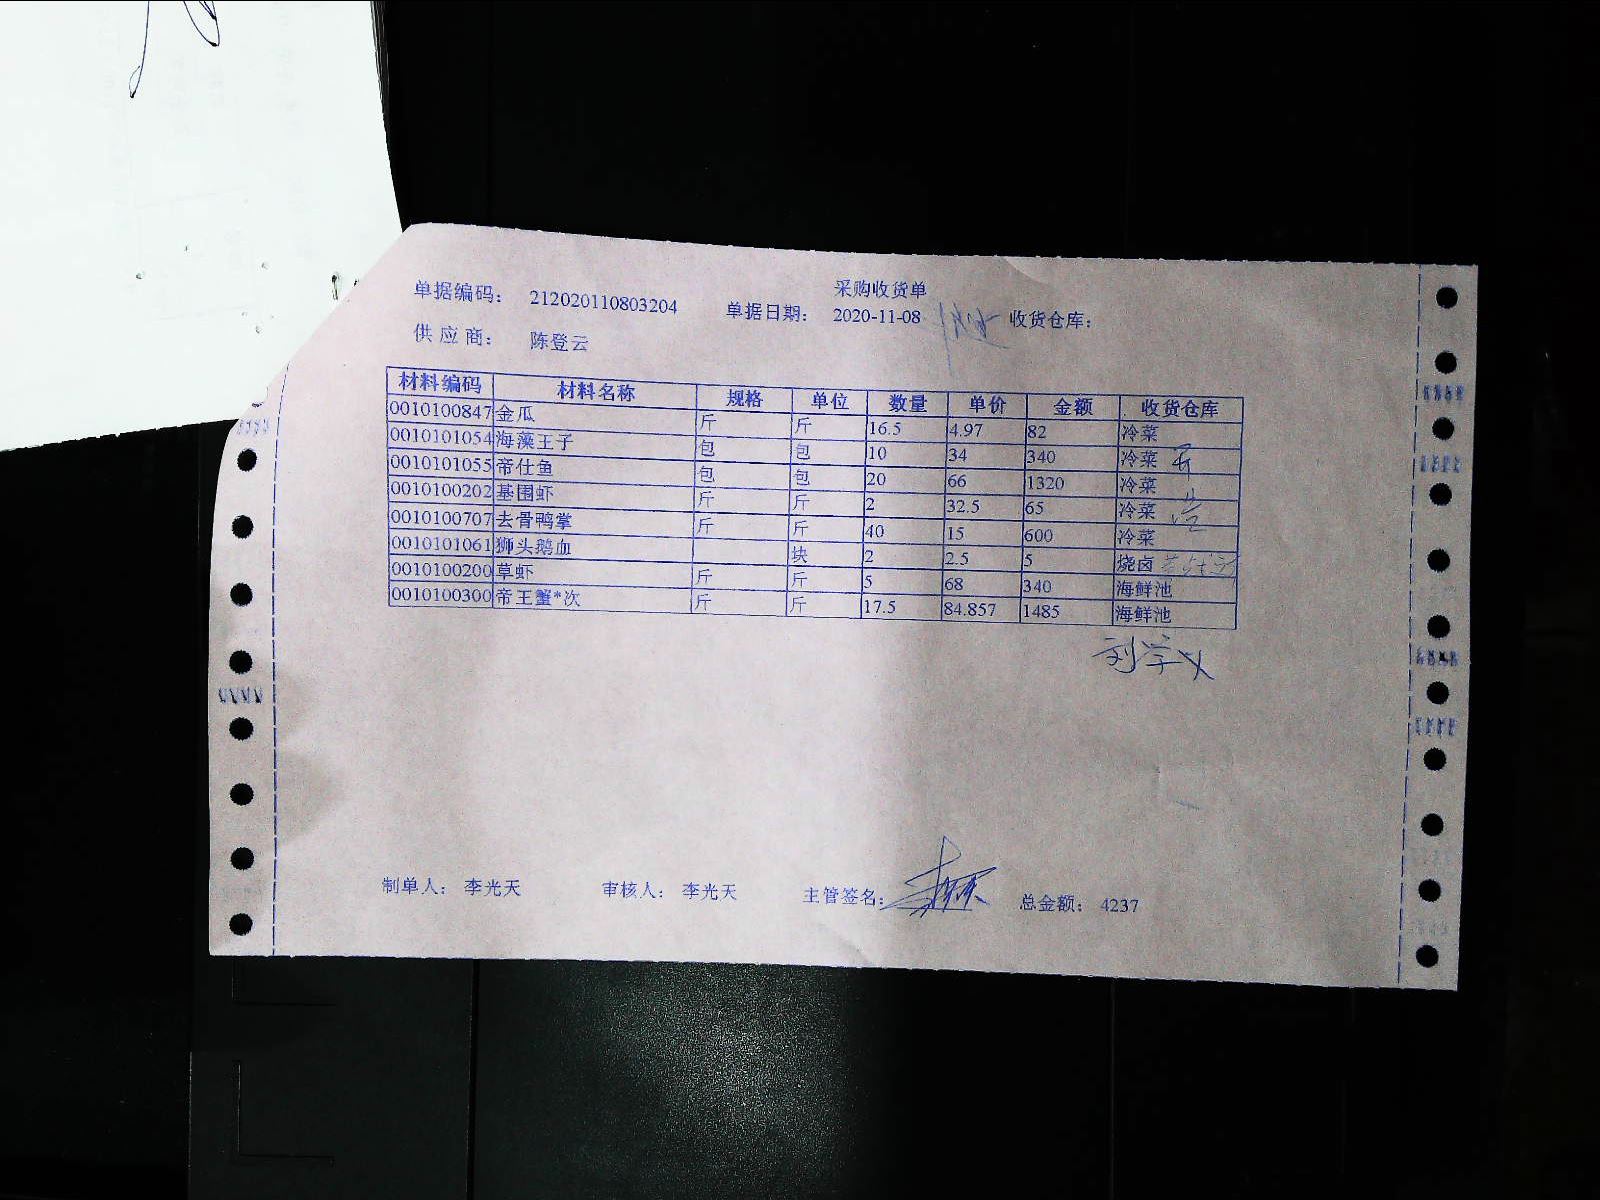 采购收货单
单据编码： 212020110803204 单据日期： 2020-11-08 收货仓库：
供 应 商： 陈登云
材料编码 材料名称 规格 单位 数量 单价 金额 收货仓库
0010100847 金瓜 斤 斤 16.5 4.97 82 冷菜
0010101054 海藻王子 包 包 10 34 340 冷菜
0010101055 帝仕鱼 包 包 20 66 1320 冷菜
0010100202 基围虾 斤 斤 2 32.5 65 冷菜
0010100707 去骨鸭掌 斤 斤 40 15 600 冷菜
0010101061 狮头鹅血 块 2 2.5 5 烧卤
0010100200 草虾 斤 斤 5 68 340 海鲜池
0010100300 帝王蟹*次 斤 斤 17.5 84.857 1485 海鲜池
制单人： 李光天 审核人： 李光天 主管签名： 总金额： 4237